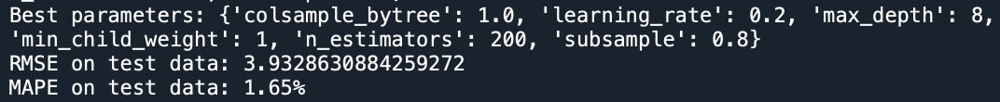 Best parameters: {'colsample_bytree': 1.0, 'learning_rate': 0.2, 'max_depth': 8,
'min_child_weight': 1, 'n_estimators': 200, 'subsample': 0.8}
RMSE on test data: 3.9328630884259272
MAPE on test data: 1.65%